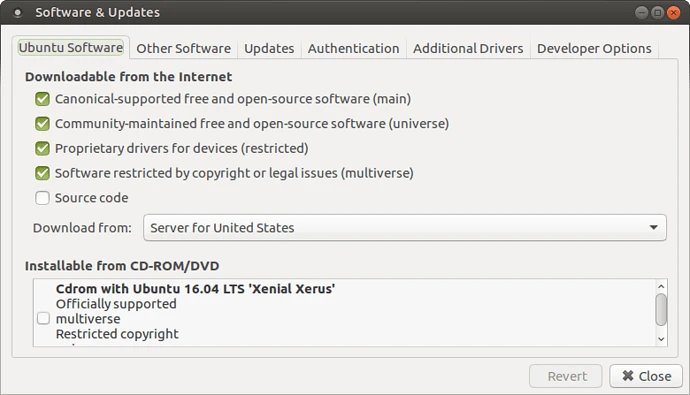 Software & Updates
Ubuntu Software Other Software Updates Authentication Additional Drivers Developer Options
Downloadable from the Internet
Canonical-supported free and open-source software (main)
Community-maintained free and open-source software (universe)
Proprietary drivers for devices (restricted)
Software restricted by copyright or legal issues (multiverse)
Source code
Download from: Server for United States
Installable from CD-ROM/DVD
Cdrom with Ubuntu 16.04 LTS 'Xenial Xerus'
Officially supported
multiverse
Restricted copyright
Revert Close